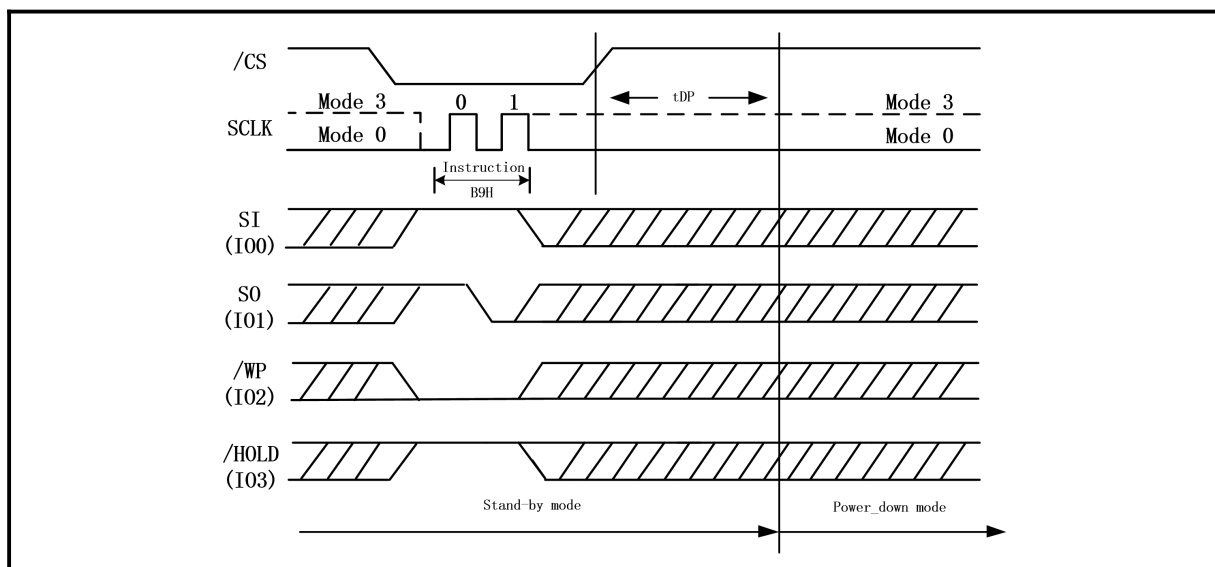 /CS
tDP
Mode 3 0 1 Mode 3
SCLK
Mode 0 Mode 0
Instruction
B9H
SI
(IO0)
SO
(IO1)
/WP
(IO2)
/HOLD
(IO3)
Stand-by mode Power_down mode